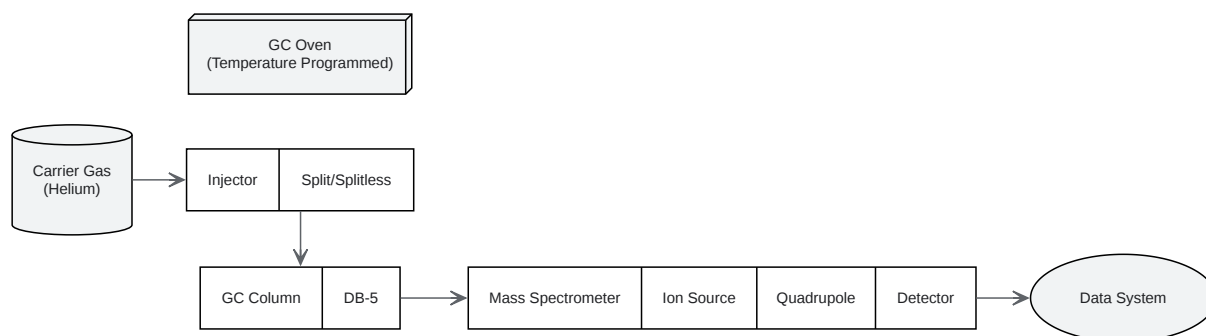 GC Oven
(Temperature Programmed)
Carrier Gas
(Helium)
Injector
Split/Splitless
GC Column
DB-5
Mass Spectrometer
Ion Source
Quadrupole
Detector
Data System